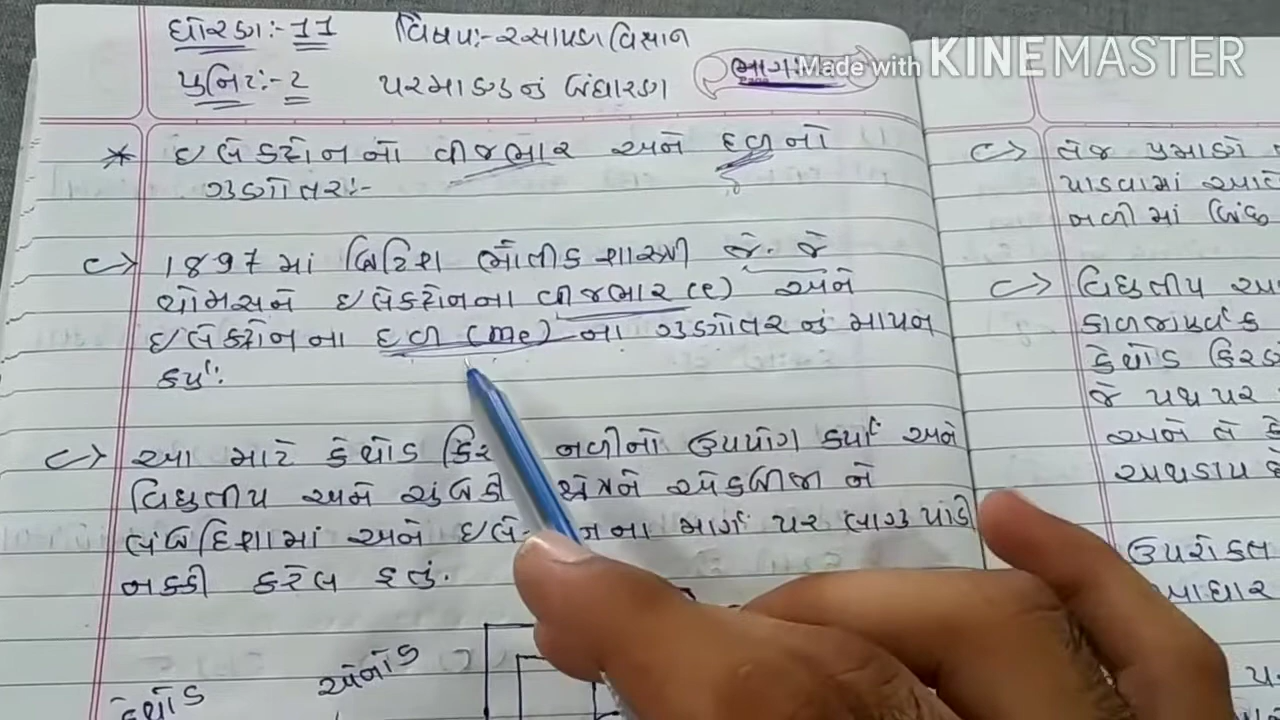 ધોરણ:- 11 વિષય:- રસાયણ વિજ્ઞાન
યુનિટ:- 2 પરમાણુનું બંધારણ
ભાગ:-
Made with KINEMASTER
* ઇલેક્ટ્રોનનો વીજભાર અને દળનો
ગુણોત્તર:-
=> 1897 માં બ્રિટિશ ભૌતીક શાસ્ત્રી જે. જે
થોમસને ઇલેક્ટ્રોનના વીજભાર (e) અને
ઇલેક્ટ્રોનના દળ (me) ના ગુણોત્તરનું માપન
કર્યુ.
=> આ માટે કેથોડ કિર નળીનો ઉપયોગ કર્યો અને
વિદ્યુતીય અને ચુંબકી ક્ષેત્રને એકબીજા ને
લંબદિશામાં અને ઇલે નના માર્ગ પર લાગુ પાડી
નક્કી કરેલ હતું.
કેથોડ એનોડ
=> તેજ પ્રમાણે
પાડવામાં આવે
નળીમાં બિંદુ
=> વિદ્યુતીય
કાળજીપૂર્વક
કેથોડ કિરણ
જે પથ પર
અને તે
અથડાય
ઉપરોક્ત
આધાર